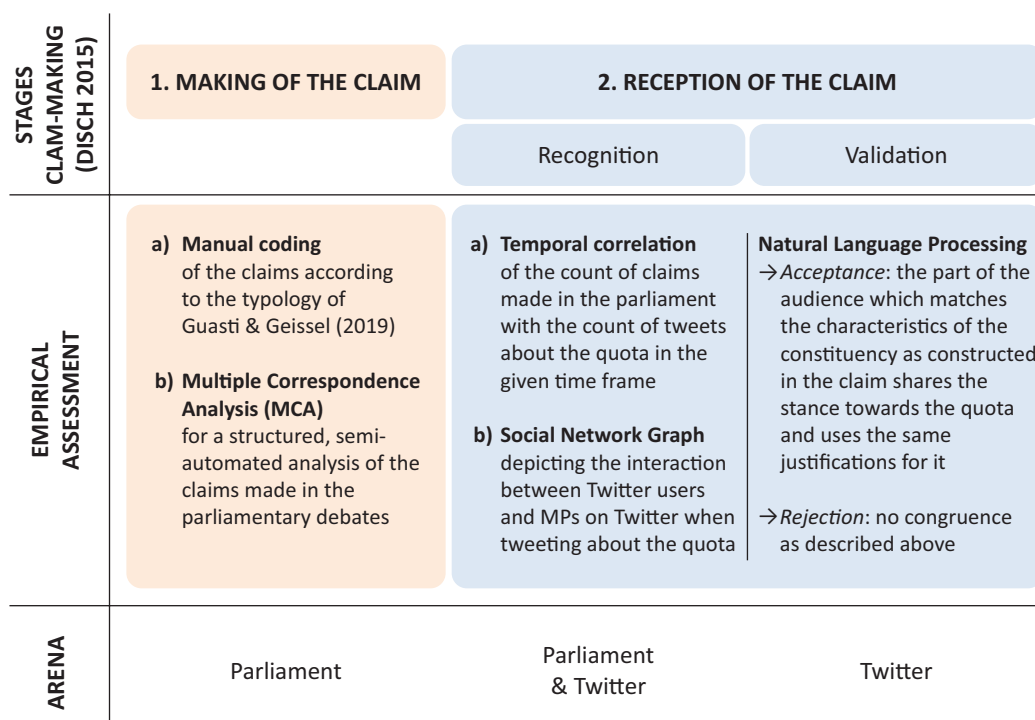 STAGES
CLAM-MAKING
(DISCH 2015)
1. MAKING OF THE CLAIM
2. RECEPTION OF THE CLAIM
Recognition
Validation
EMPIRICAL
ASSESSMENT
a) Manual coding
of the claims according
to the typology of
Guasti & Geissel (2019)
b) Multiple Correspondence
Analysis (MCA)
for a structured, semi-
automated analysis of the
claims made in the
parliamentary debates
a) Temporal correlation
of the count of claims
made in the parliament
with the count of tweets
about the quota in the
given time frame
b) Social Network Graph
depicting the interaction
between Twitter users
and MPs on Twitter when
tweeting about the quota
Natural Language Processing
→ Acceptance: the part of the
audience which matches
the characteristics of the
constituency as constructed
in the claim shares the
stance towards the quota
and uses the same
justifications for it
→ Rejection: no congruence
as described above
ARENA
Parliament
Parliament
& Twitter
Twitter